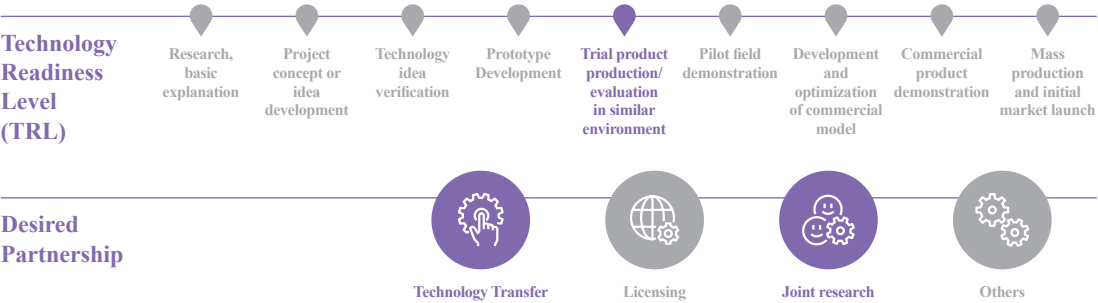 Technology
Readiness
Level
(TRL)
Research,
basic
explanation
Project
concept or
idea
development
Technology
idea
verification
Prototype
Development
Trial product
production/
evaluation
in similar
environment
Pilot field
demonstration
Development
and
optimization
of commercial
model
Commercial
product
demonstration
Mass
production
and initial
market launch
Desired
Partnership
Technology Transfer
Licensing
Joint research
Others